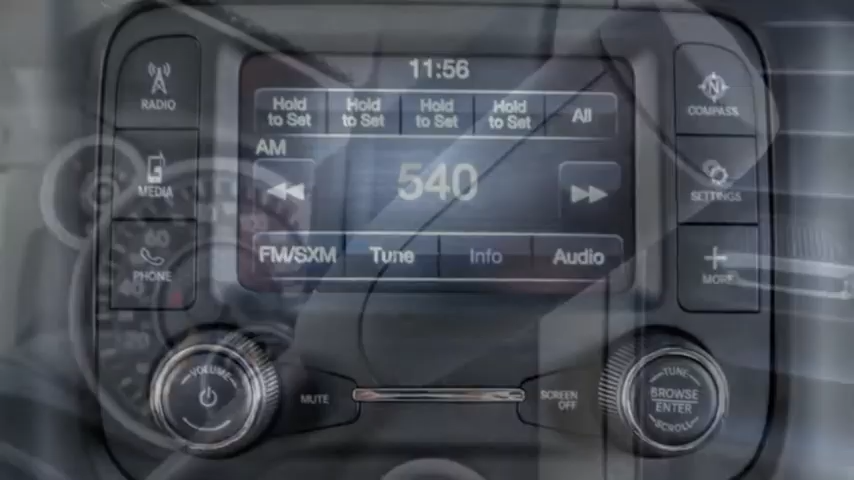 11:56
RADIO
Hold to Set
Hold to Set
Hold to Set
Hold to Set
All
COMPASS
AM
MEDIA
540
SETTINGS
PHONE
FM/SXM
Tune
Info
Audio
MORE
VOLUME
MUTE
SCREEN OFF
TUNE
BROWSE
ENTER
SCROLL